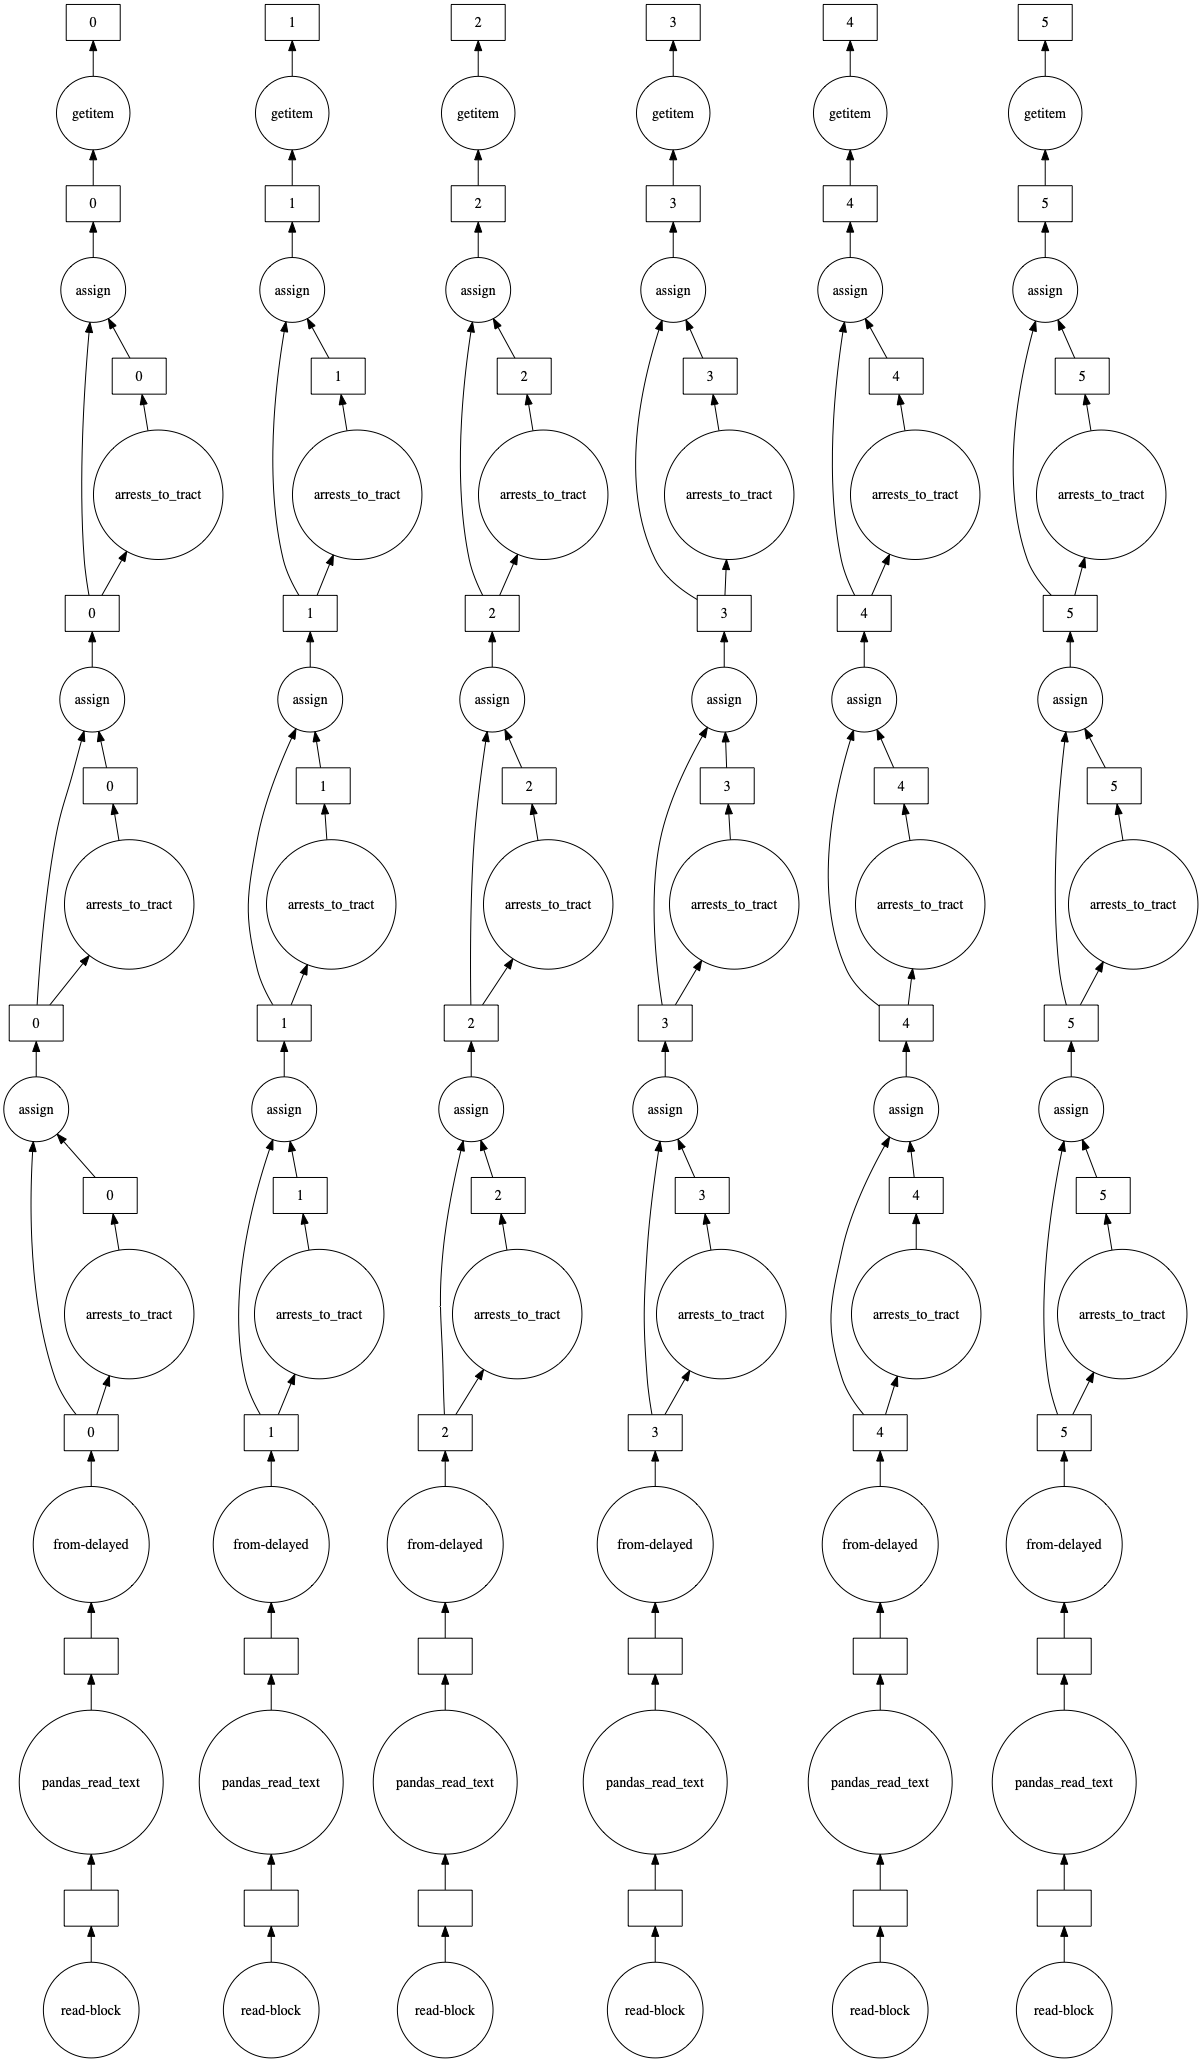 0 1 2 3 4 5
getitem getitem getitem getitem getitem getitem
0 1 2 3 4 5
assign assign assign assign assign assign
0 1 2 3 4 5
arrests_to_tract arrests_to_tract arrests_to_tract arrests_to_tract arrests_to_tract arrests_to_tract
0 1 2 3 4 5
assign assign assign assign assign assign
0 1 2 3 4 5
arrests_to_tract arrests_to_tract arrests_to_tract arrests_to_tract arrests_to_tract arrests_to_tract
0 1 2 3 4 5
assign assign assign assign assign assign
0 1 2 3 4 5
arrests_to_tract arrests_to_tract arrests_to_tract arrests_to_tract arrests_to_tract arrests_to_tract
0 1 2 3 4 5
from-delayed from-delayed from-delayed from-delayed from-delayed from-delayed
pandas_read_text pandas_read_text pandas_read_text pandas_read_text pandas_read_text pandas_read_text
read-block read-block read-block read-block read-block read-block